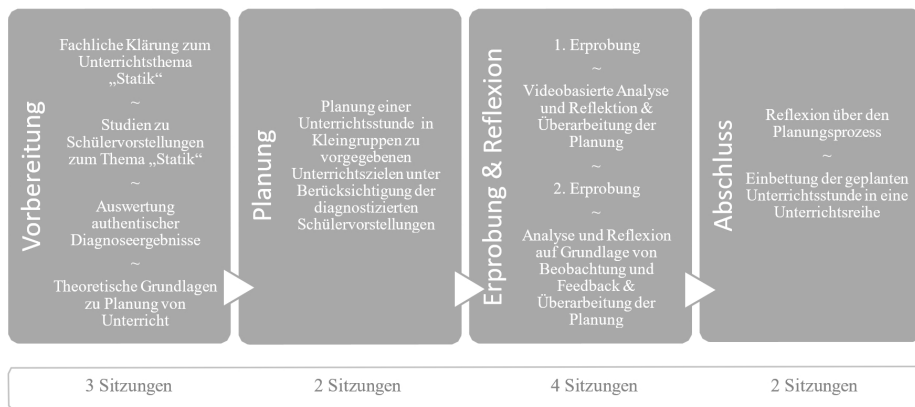 Vorbereitung
Fachliche Klärung zum
Unterrichtsthema
„Statik“
~
Studien zu
Schülervorstellungen
zum Thema „Statik“
~
Auswertung
authentischer
Diagnoseergebnisse
~
Theoretische Grundlagen
zu Planung von
Unterricht
Planung
Planung einer
Unterrichtsstunde in
Kleingruppen zu
vorgegebenen
Unterrichtszielen unter
Berücksichtigung der
diagnostizierten
Schülervorstellungen
Erprobung & Reflexion
1. Erprobung
~
Videobasierte Analyse
und Reflektion &
Überarbeitung der
Planung
~
2. Erprobung
~
Analyse und Reflexion
auf Grundlage von
Beobachtung und
Feedback &
Überarbeitung der
Planung
Abschluss
Reflexion über den
Planungsprozess
~
Einbettung der geplanten
Unterrichtsstunde in eine
Unterrichtsreihe
3 Sitzungen
2 Sitzungen
4 Sitzungen
2 Sitzungen